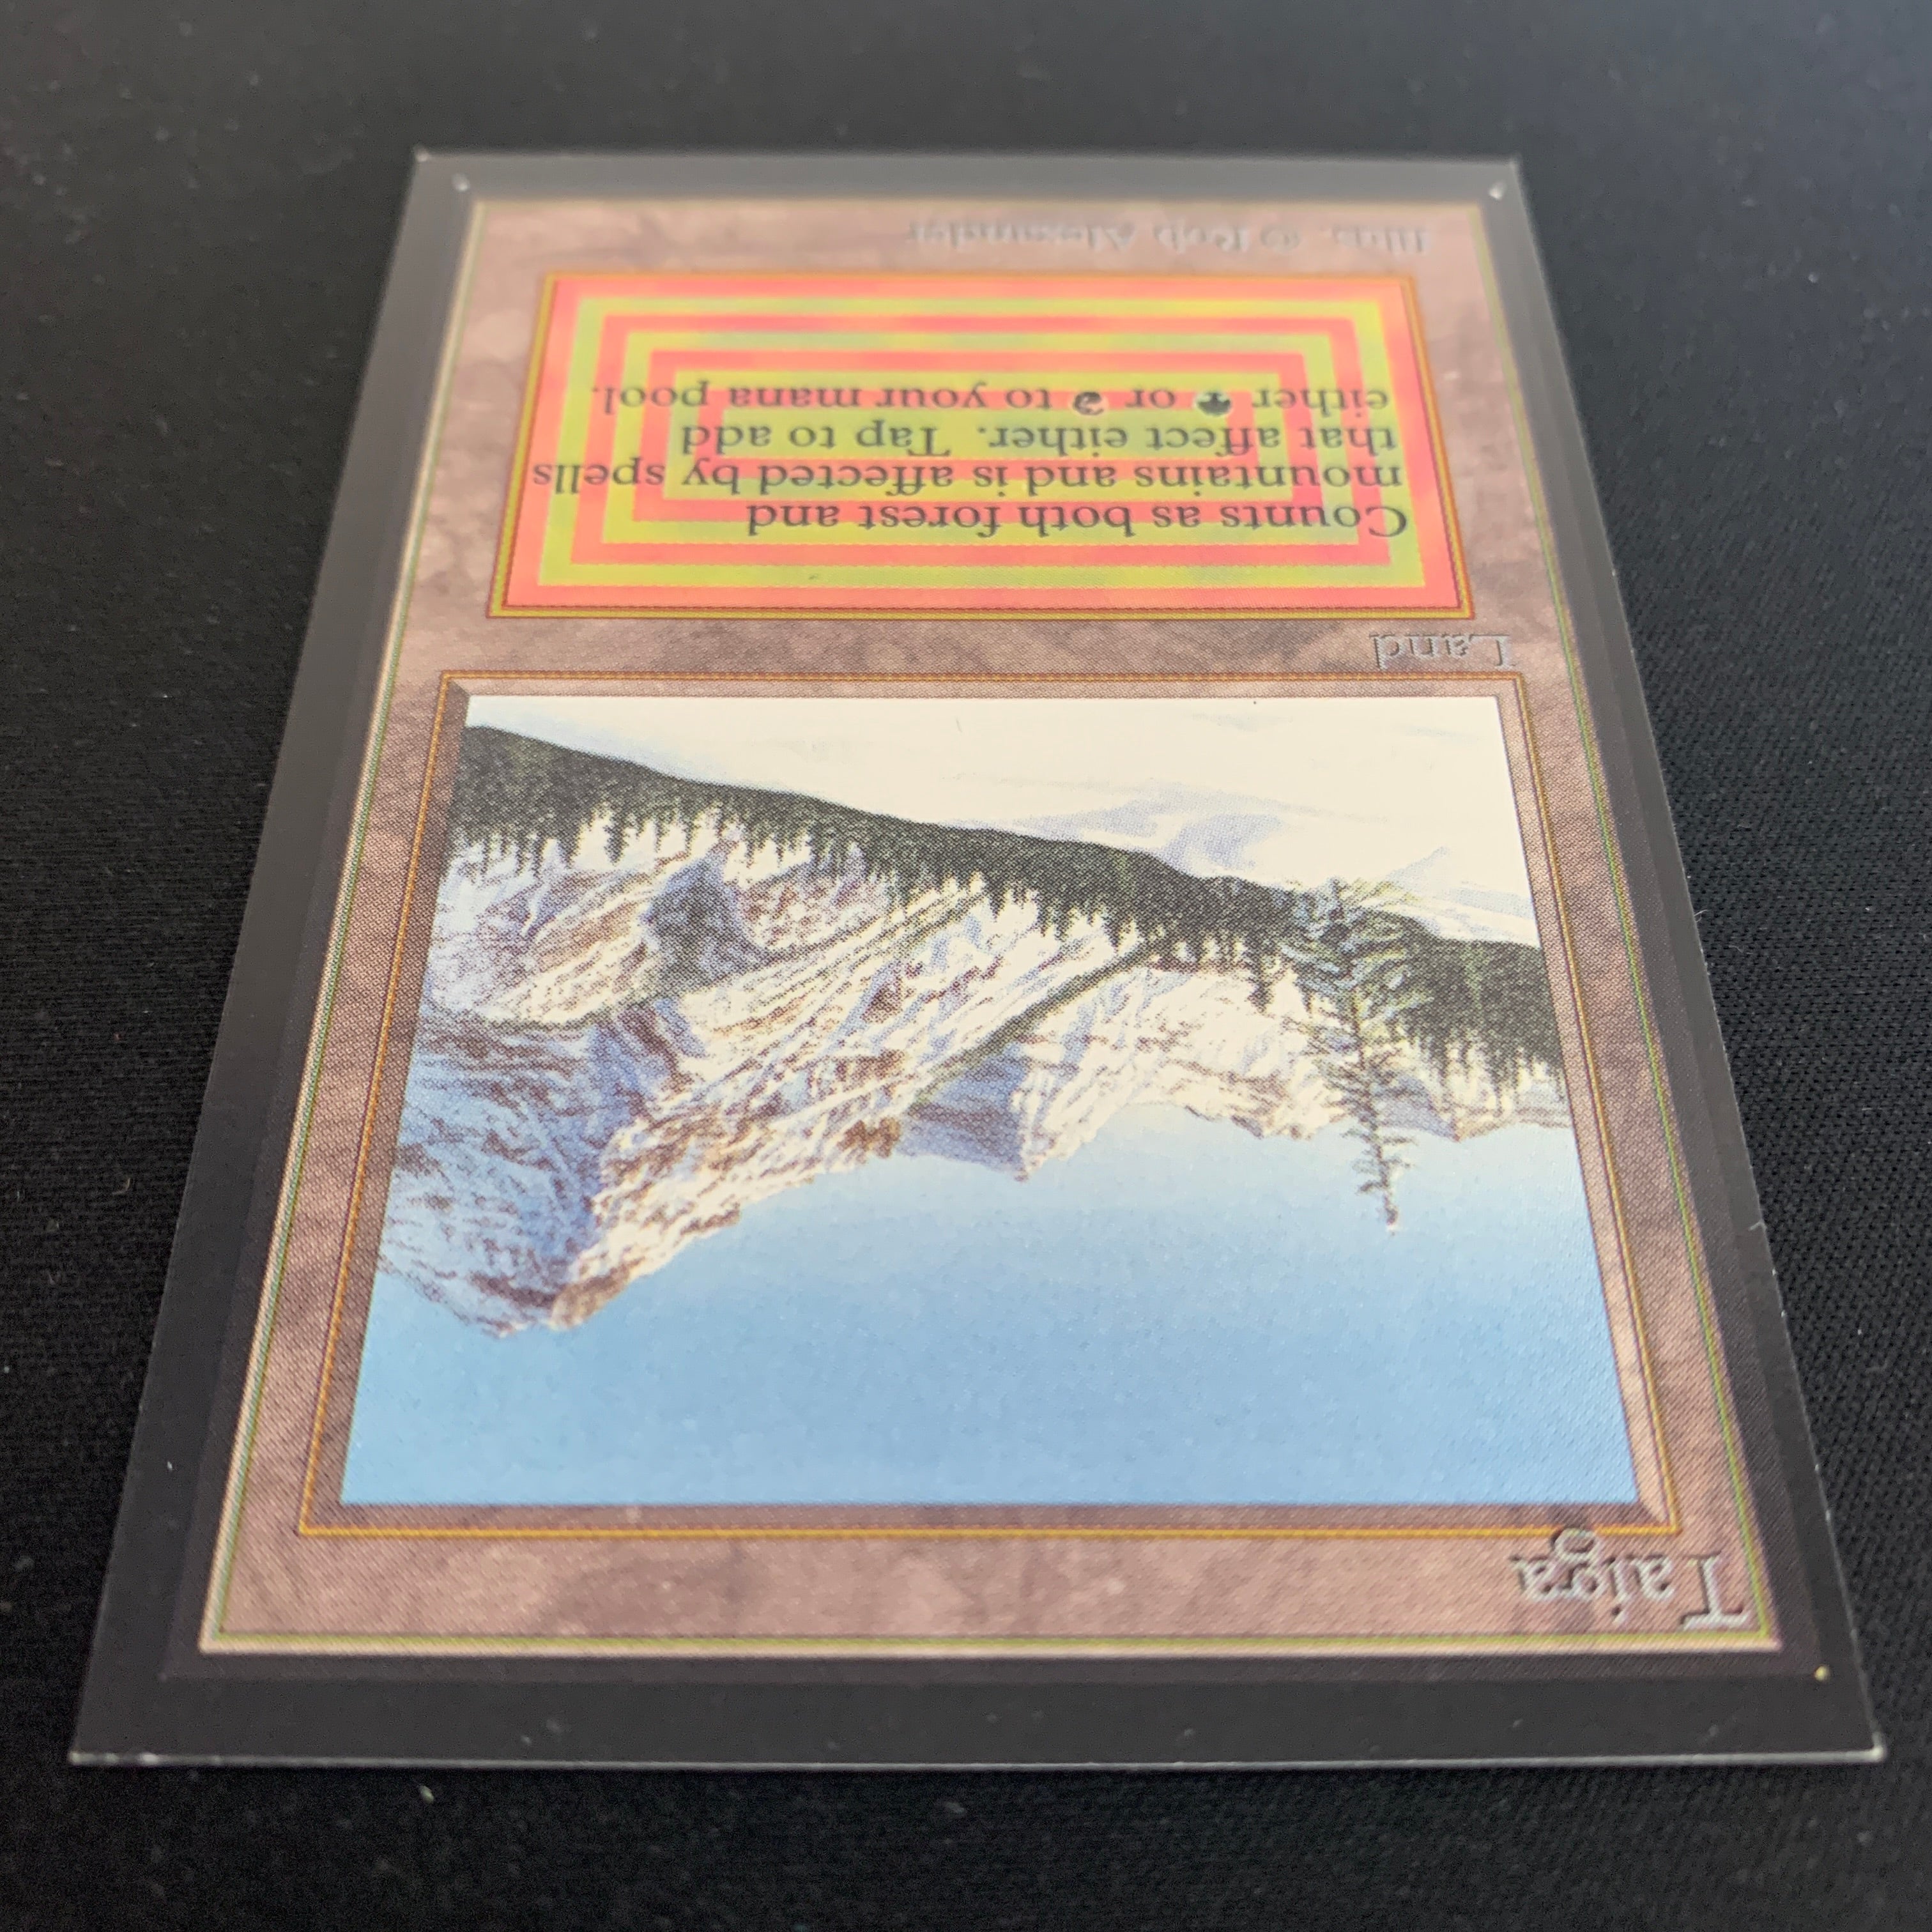 Taiga
Land
Counts as both forest and
mountains and is affected by spells
that affect either. Tap to add
either or to your mana pool.
Illus. © Rob Alexander